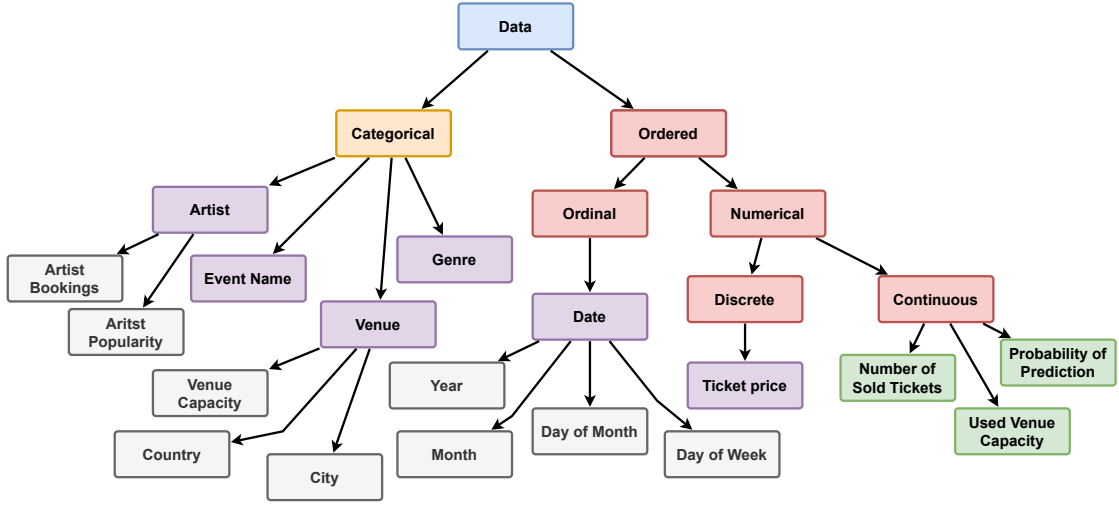 Data
Categorical
Ordered
Artist
Ordinal
Numerical
Event Name
Genre
Artist
Bookings
Aritst
Popularity
Venue
Date
Discrete
Continuous
Venue
Capacity
Year
Ticket price
Number of
Sold Tickets
Probability of
Prediction
Country
City
Month
Day of Month
Day of Week
Used Venue
Capacity